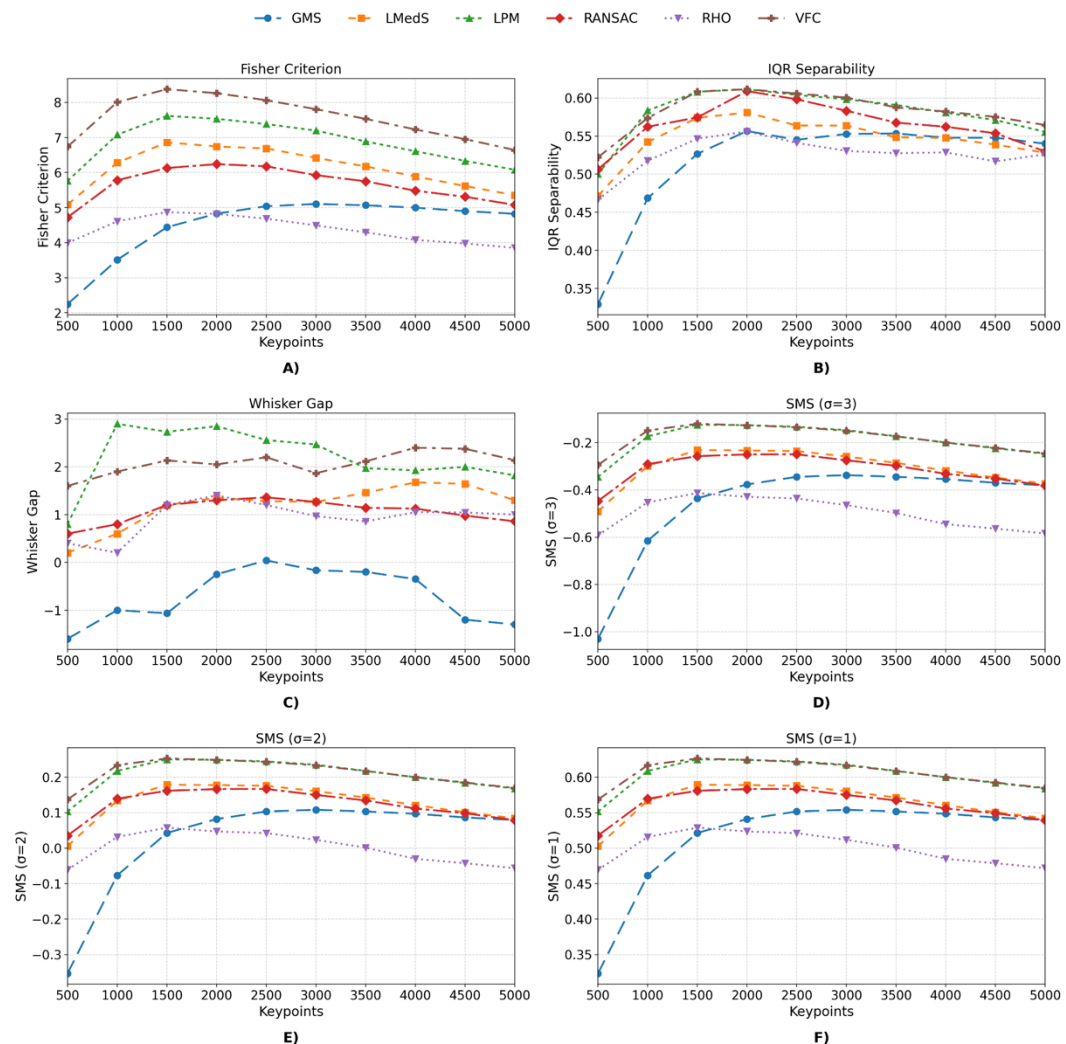 GMS LMedS LPM RANSAC RHO VFC
Fisher Criterion
Fisher Criterion
8
7
6
5
4
3
2
500 1000 1500 2000 2500 3000 3500 4000 4500 5000
Keypoints
A)
IQR Separability
IQR Separability
0.60
0.55
0.50
0.45
0.40
0.35
500 1000 1500 2000 2500 3000 3500 4000 4500 5000
Keypoints
B)
Whisker Gap
Whisker Gap
3
2
1
0
−1
500 1000 1500 2000 2500 3000 3500 4000 4500 5000
Keypoints
C)
SMS (σ=3)
SMS (σ=3)
−0.2
−0.4
−0.6
−0.8
−1.0
500 1000 1500 2000 2500 3000 3500 4000 4500 5000
Keypoints
D)
SMS (σ=2)
SMS (σ=2)
0.2
0.1
0.0
−0.1
−0.2
−0.3
500 1000 1500 2000 2500 3000 3500 4000 4500 5000
Keypoints
E)
SMS (σ=1)
SMS (σ=1)
0.60
0.55
0.50
0.45
0.40
0.35
500 1000 1500 2000 2500 3000 3500 4000 4500 5000
Keypoints
F)